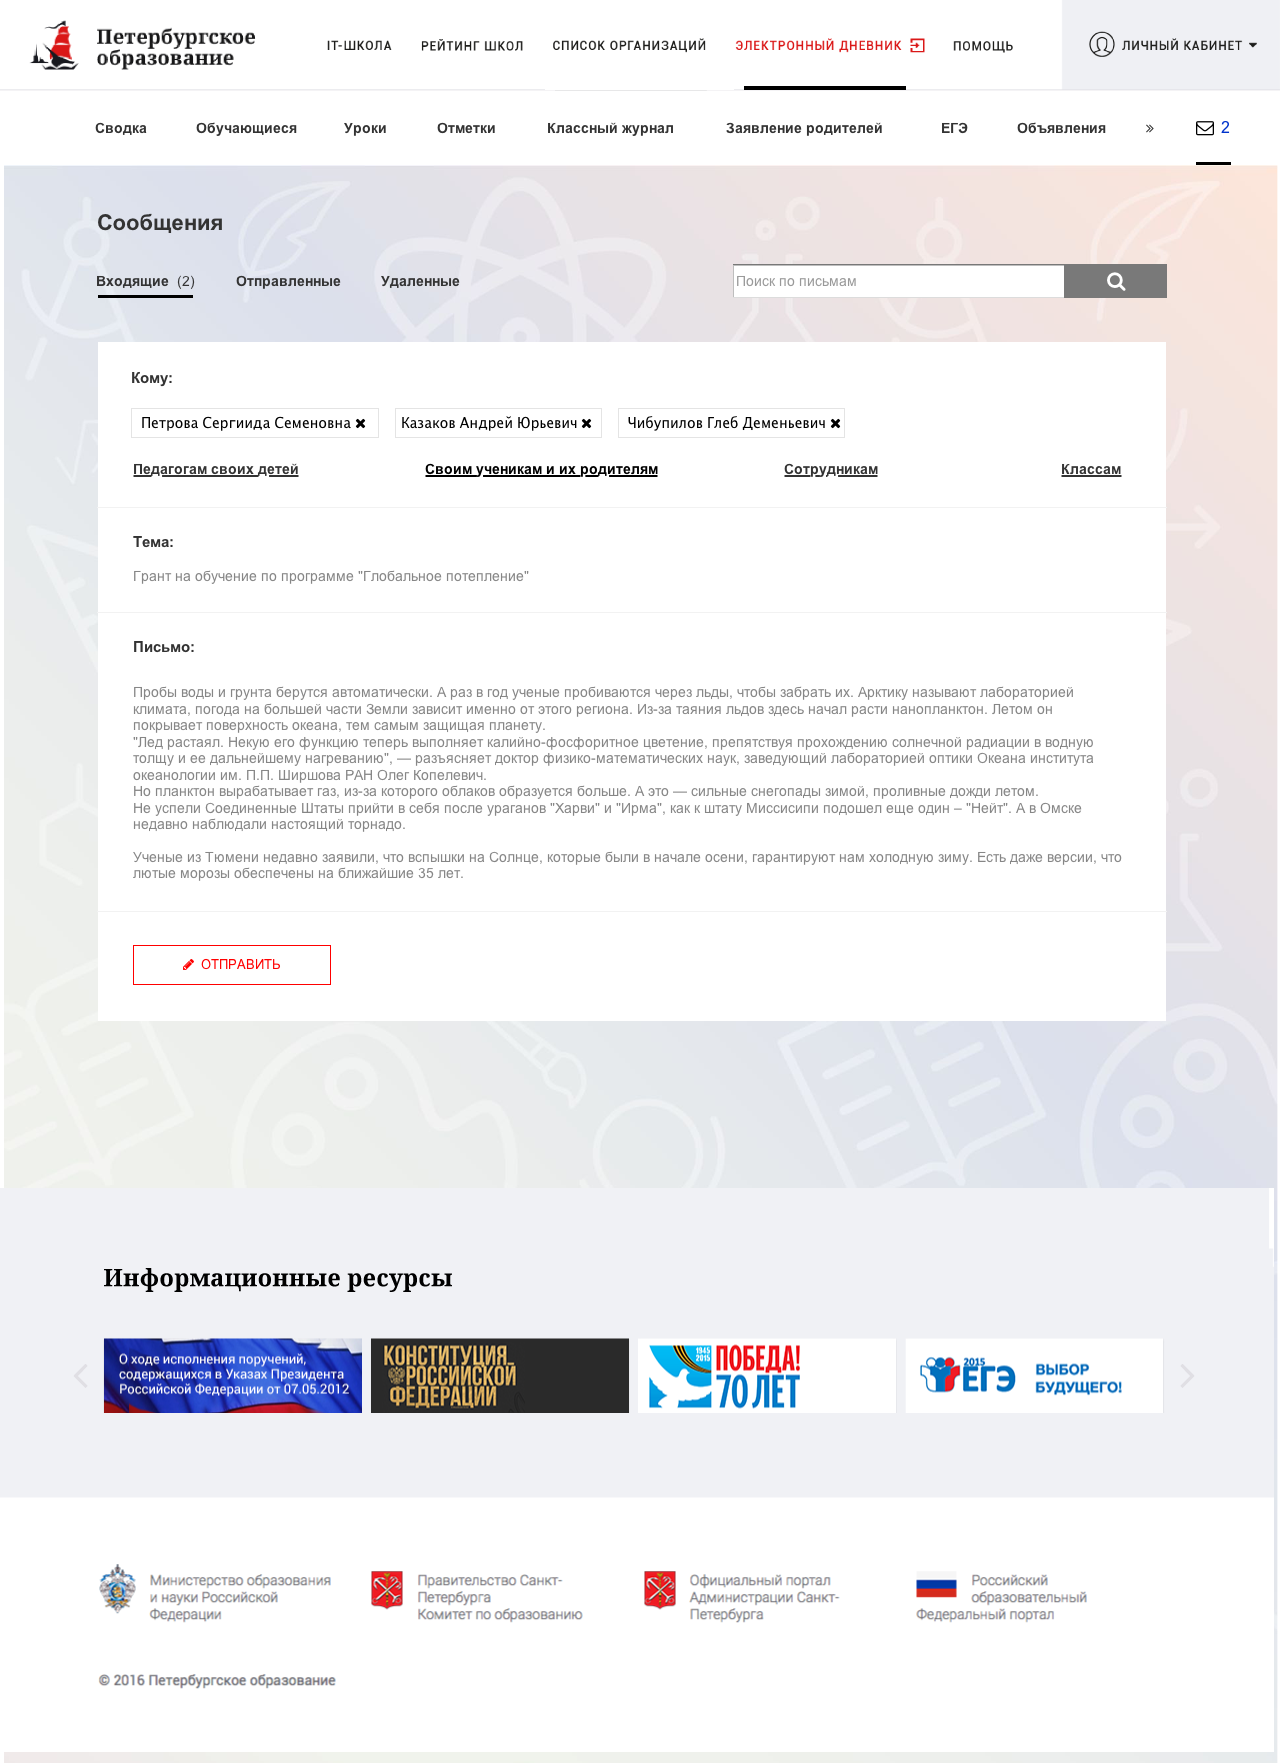 Петербургское
образование
IT-ШКОЛА
РЕЙТИНГ ШКОЛ
СПИСОК ОРГАНИЗАЦИЙ
ЭЛЕКТРОННЫЙ ДНЕВНИК
ПОМОЩЬ
ЛИЧНЫЙ КАБИНЕТ
Сводка
Обучающиеся
Уроки
Отметки
Классный журнал
Заявление родителей
ЕГЭ
Объявления
»
2
Сообщения
Входящие (2)
Отправленные
Удаленные
Поиск по письмам
Кому:
Петрова Сергиида Семеновна ✖
Казаков Андрей Юрьевич ✖
Чибупилов Глеб Деменьевич ✖
Педагогам своих детей
Своим ученикам и их родителям
Сотрудникам
Классам
Тема:
Грант на обучение по программе "Глобальное потепление"
Письмо:
Пробы воды и грунта берутся автоматически. А раз в год ученые пробиваются через льды, чтобы забрать их. Арктику называют лабораторией
климата, погода на большей части Земли зависит именно от этого региона. Из-за таяния льдов здесь начал расти нанопланктон. Летом он
покрывает поверхность океана, тем самым защищая планету.
"Лед растаял. Некую его функцию теперь выполняет калийно-фосфоритное цветение, препятствуя прохождению солнечной радиации в водную
толщу и ее дальнейшему нагреванию", — разъясняет доктор физико-математических наук, заведующий лабораторией оптики Океана института
океанологии им. П.П. Ширшова РАН Олег Копелевич.
Но планктон вырабатывает газ, из-за которого облаков образуется больше. А это — сильные снегопады зимой, проливные дожди летом.
Не успели Соединенные Штаты прийти в себя после ураганов "Харви" и "Ирма", как к штату Миссисипи подошел еще один – "Нейт". А в Омске
недавно наблюдали настоящий торнадо.
Ученые из Тюмени недавно заявили, что вспышки на Солнце, которые были в начале осени, гарантируют нам холодную зиму. Есть даже версии, что
лютые морозы обеспечены на ближайшие 35 лет.
ОТПРАВИТЬ
Информационные ресурсы
О ходе исполнения поручений,
содержащихся в Указах Президента
Российской Федерации от 07.05.2012
КОНСТИТУЦИЯ
РОССИЙСКОЙ
ФЕДЕРАЦИИ
1945
2015
ПОБЕДА!
70 ЛЕТ
2015
ЕГЭ
ВЫБОР
БУДУЩЕГО!
Министерство образования
и науки Российской
Федерации
Правительство Санкт-
Петербурга
Комитет по образованию
Официальный портал
Администрации Санкт-
Петербурга
Российский
образовательный
Федеральный портал
© 2016 Петербургское образование